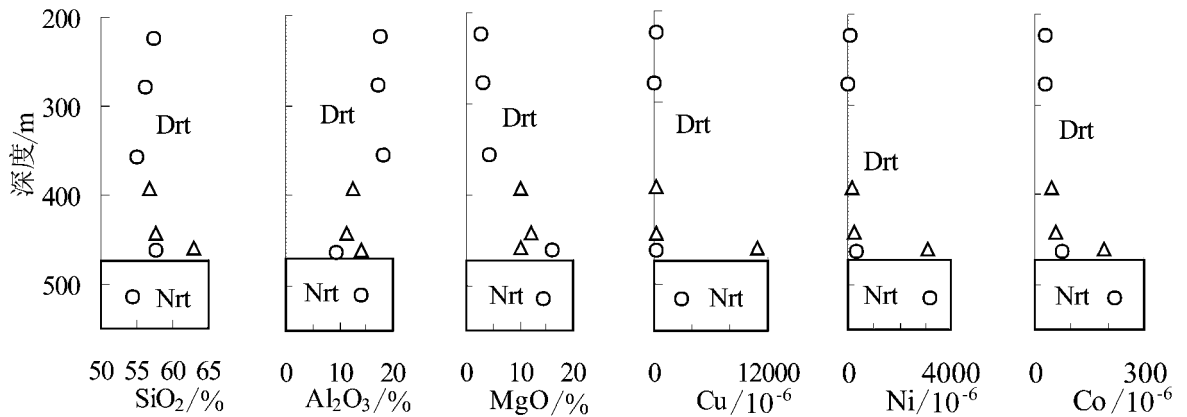 200
300
400
500
深度/m
Drt
Drt
Drt
Drt
Drt
Drt
Nrt
Nrt
Nrt
Nrt
Nrt
Nrt
50 55 60 65
0 10 20
0 10 20
0 12000
0 4000
0 300
SiO₂/%
Al₂O₃/%
MgO/%
Cu/10⁻⁶
Ni/10⁻⁶
Co/10⁻⁶